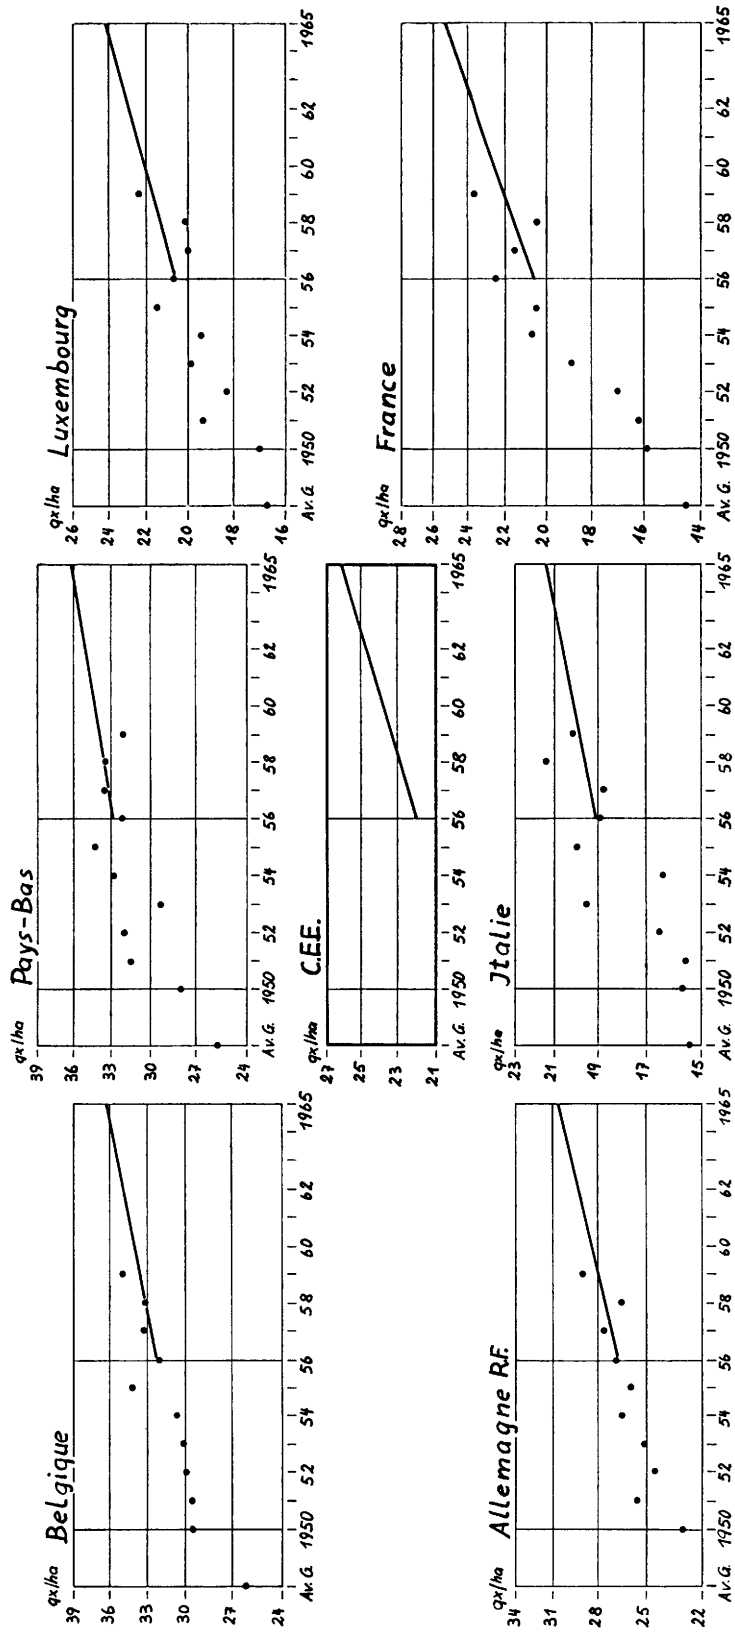 qx/ha Belgique
39
36
33
30
27
24
Av.G. 1950 52 54 56 58 60 62 1965
qx/ha Pays-Bas
39
36
33
30
27
24
Av.G. 1950 52 54 56 58 60 62 1965
qx/ha Luxembourg
26
24
22
20
18
16
Av.G. 1950 52 54 56 58 60 62 1965
qx/ha C.E.E.
27
25
23
21
Av.G. 1950 52 54 56 58 60 62 1965
qx/ha Allemagne R.F.
34
31
28
25
22
Av.G. 1950 52 54 56 58 60 62 1965
qx/ha Italie
23
21
19
17
15
Av.G. 1950 52 54 56 58 60 62 1965
qx/ha France
28
26
24
22
20
18
16
14
Av.G. 1950 52 54 56 58 60 62 1965